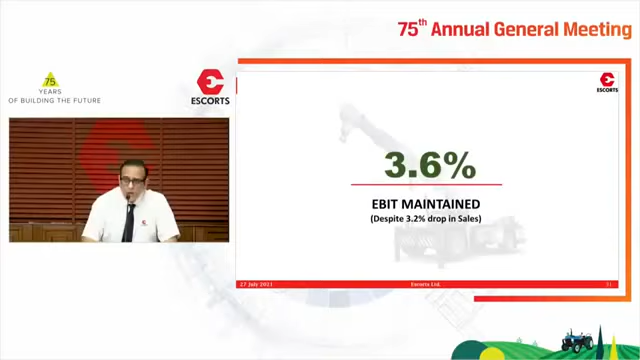 75th Annual General Meeting
75
YEARS
OF BUILDING THE FUTURE
ESCORTS
ESCORTS
3.6%
EBIT MAINTAINED
(Despite 3.2% drop in Sales)
27 July 2021
Escorts Ltd.